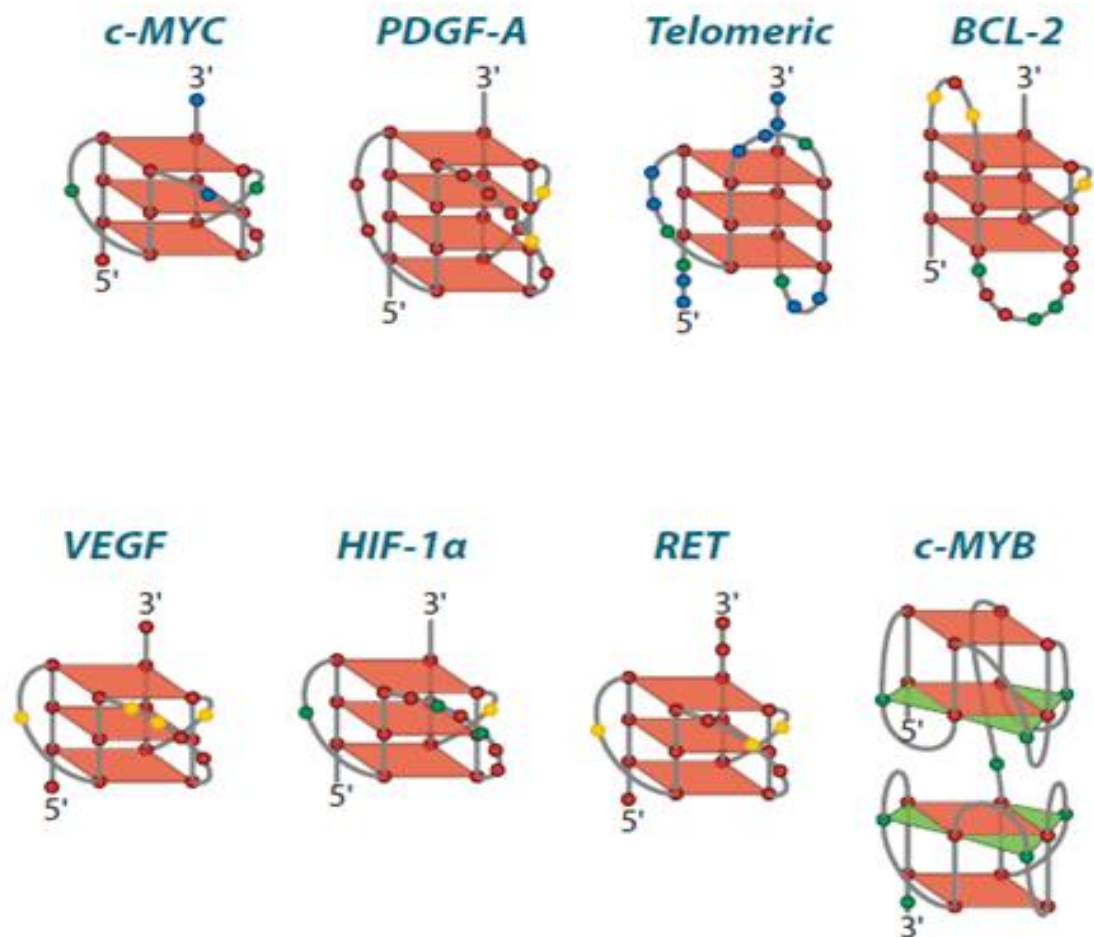 c-MYC PDGF-A Telomeric BCL-2
3' 3' 3' 3'
5' 5' 5' 5'
VEGF HIF-1α RET c-MYB
3' 3' 3'
5'
5' 5' 5'
3'